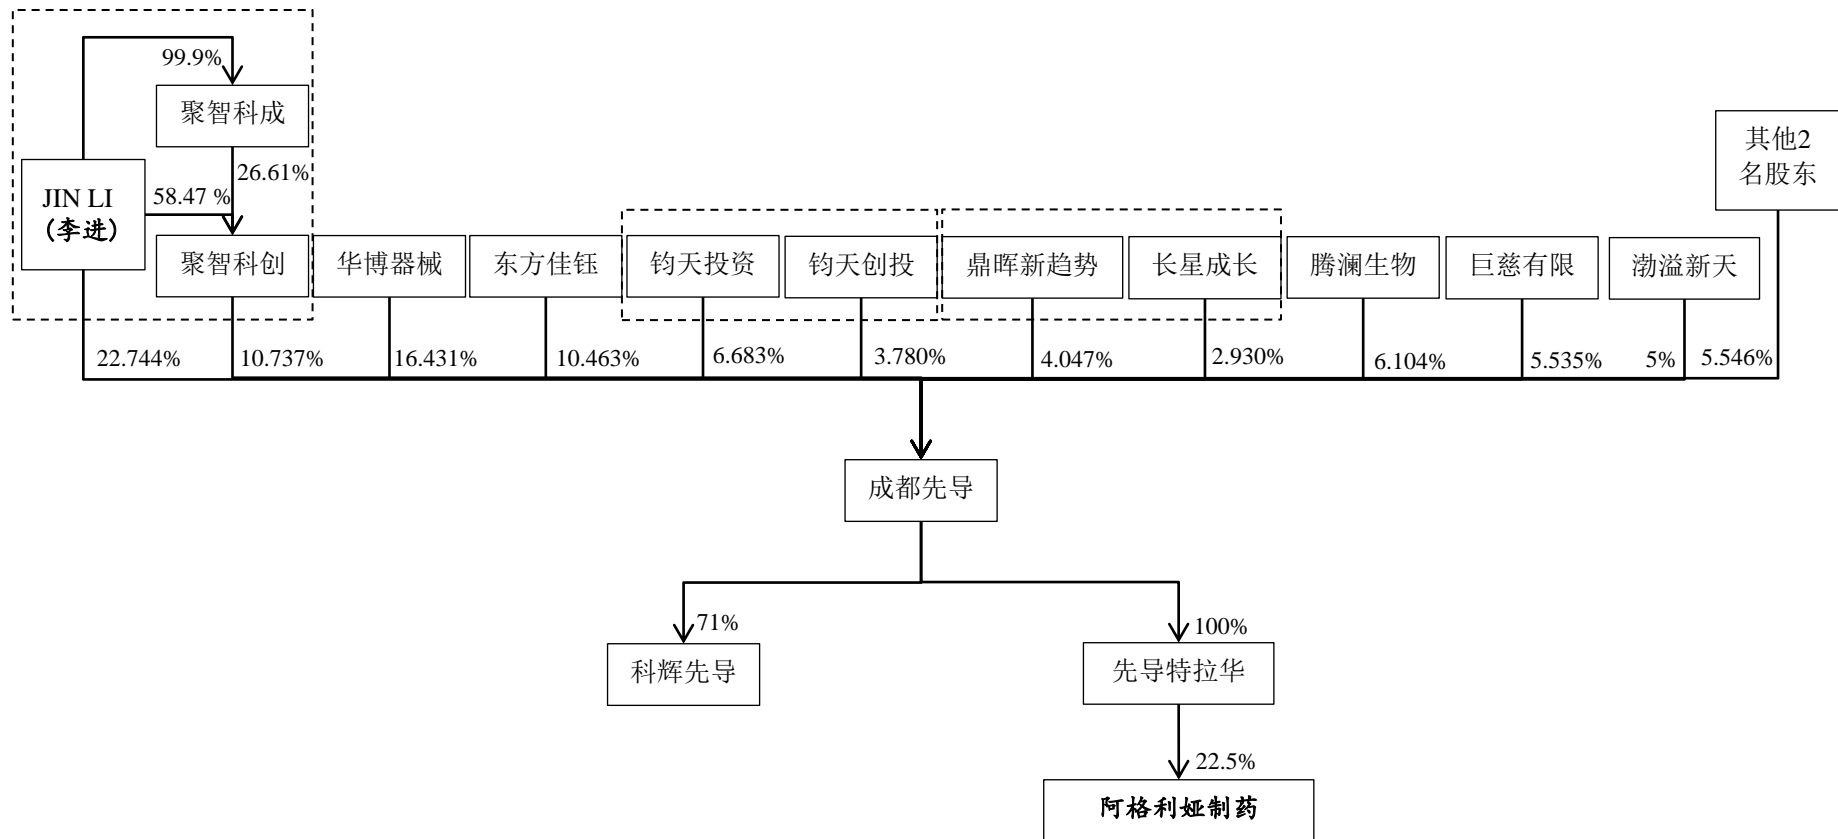 99.9%
聚智科成
26.61%
JIN LI
(李进)
58.47 %
其他2
名股东
聚智科创
华博器械
东方佳钰
钧天投资
钧天创投
鼎晖新趋势
长星成长
腾澜生物
巨慈有限
渤溢新天
22.744%
10.737%
16.431%
10.463%
6.683%
3.780%
4.047%
2.930%
6.104%
5.535%
5%
5.546%
成都先导
71%
100%
科辉先导
先导特拉华
22.5%
阿格利娅制药